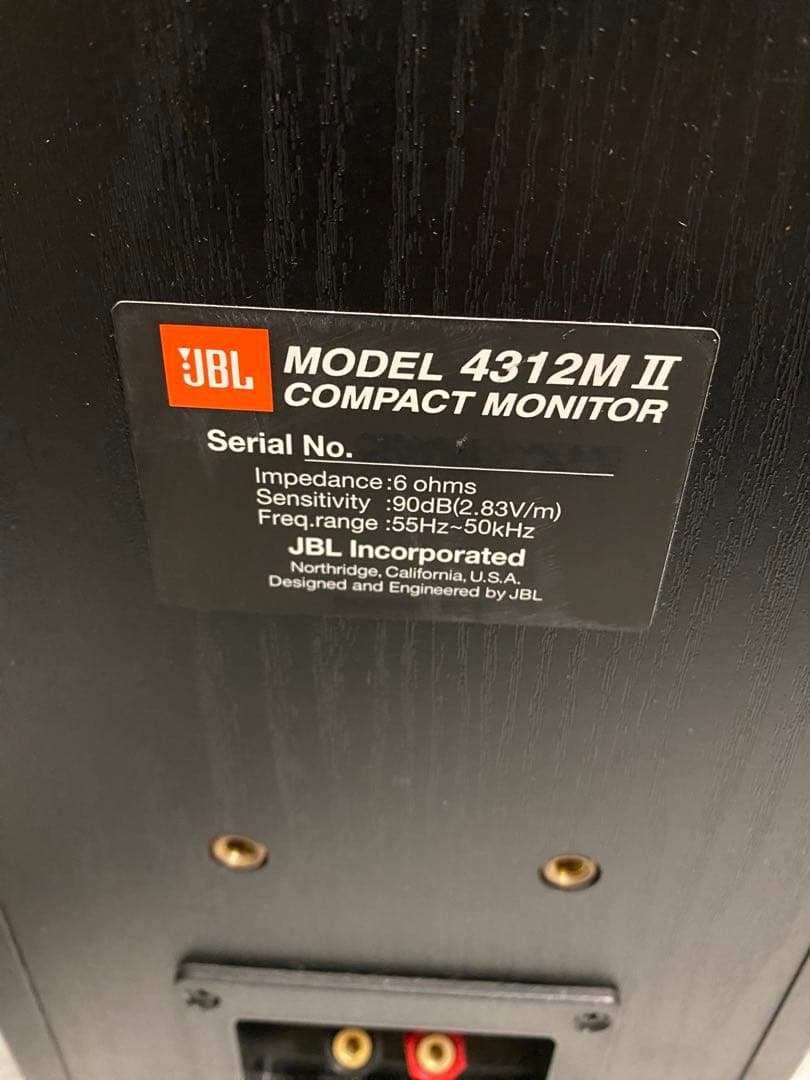 JBL MODEL 4312M II
COMPACT MONITOR
Serial No.
Impedance:6 ohms
Sensitivity :90dB(2.83V/m)
Freq.range :55Hz~50kHz
JBL Incorporated
Northridge, California, U.S.A.
Designed and Engineered by JBL